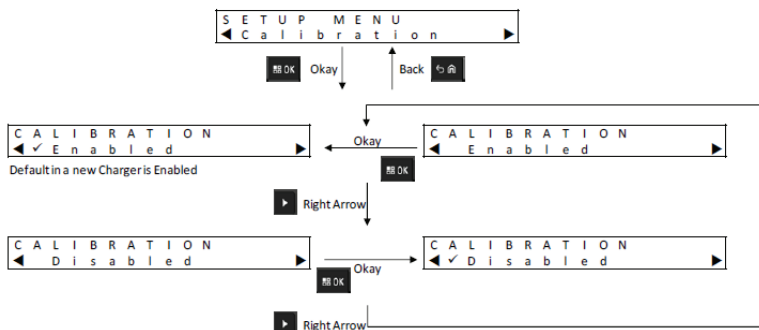 SETUP MENU
◀ Calibration ▶
OK Okay Back
CALIBRATION
◀ ✓ Enabled ▶
Default in a new Charger is Enabled
Okay
OK
CALIBRATION
◀ Enabled ▶
Right Arrow
CALIBRATION
◀ Disabled ▶
OK
Okay
CALIBRATION
◀ ✓ Disabled ▶
Right Arrow